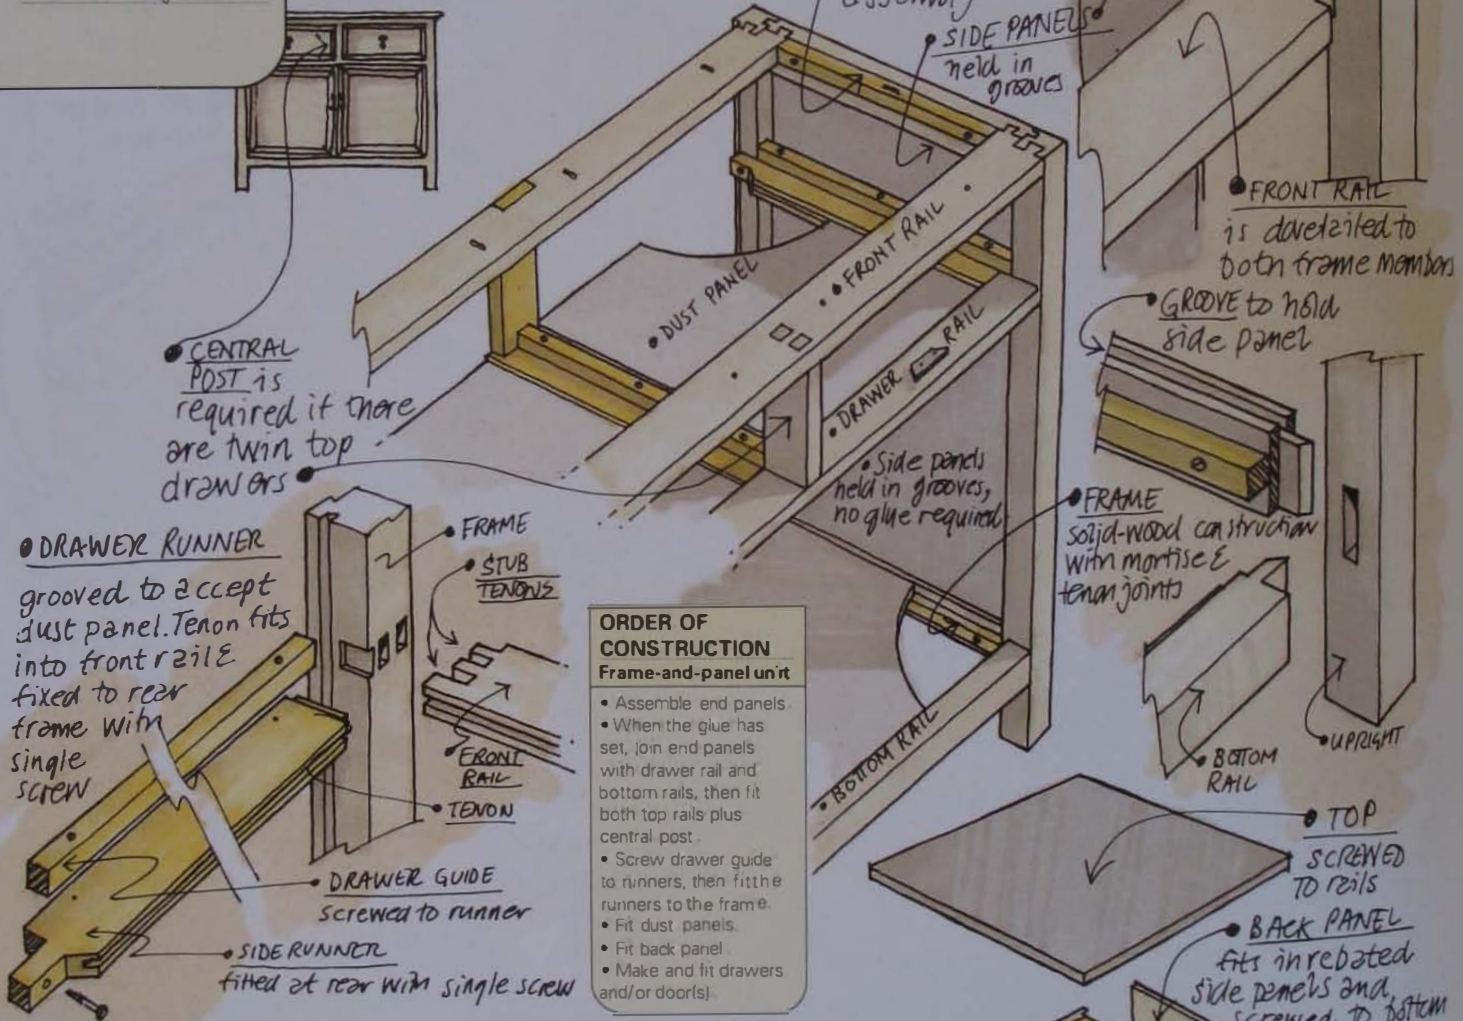 assembly
SIDE PANELS
held in
grooves
FRONT RAIL
is dovetailed to
both frame members
GROOVE to hold
side panel
CENTRAL
POST is
required if there
are twin top
drawers
DUST PANEL
FRONT RAIL
DRAWER RAIL
• Side panels
held in grooves,
no glue required
FRAME
solid-wood construction
with mortise &
tenon joints
BOTTOM RAIL
BOTTOM
RAIL
UPRIGHT
DRAWER RUNNER
grooved to accept
dust panel. Tenon fits
into front rail &
fixed to rear
frame with
single
screw
FRAME
STUB
TENONS
FRONT
RAIL
TENON
DRAWER GUIDE
screwed to runner
SIDE RUNNER
fitted at rear with single screw
ORDER OF
CONSTRUCTION
Frame-and-panel unit
• Assemble end panels.
• When the glue has
set, join end panels
with drawer rail and
bottom rails, then fit
both top rails plus
central post.
• Screw drawer guide
to runners, then fit the
runners to the frame.
• Fit dust panels.
• Fit back panel.
• Make and fit drawers
and/or door(s).
TOP
SCREWED
TO rails
BACK PANEL
fits in rebated
side panels and
screwed to bottom